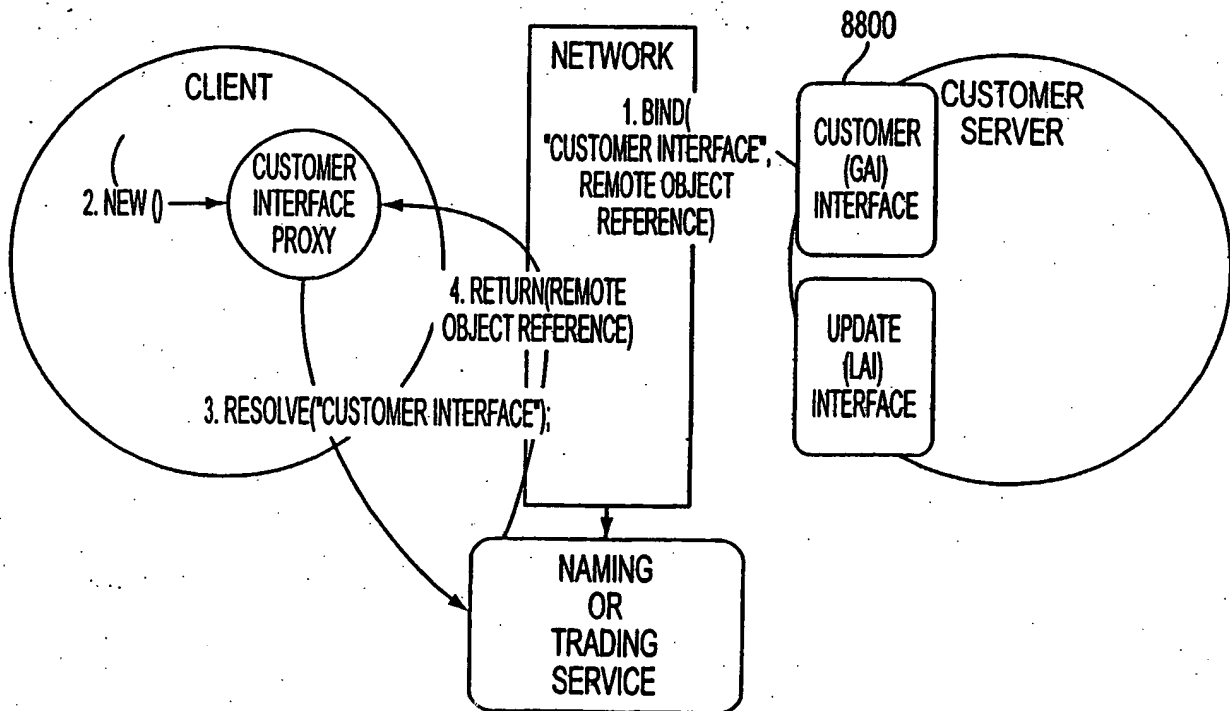 8800
NETWORK
CLIENT
CUSTOMER
SERVER
1. BIND(
"CUSTOMER INTERFACE",
REMOTE OBJECT
REFERENCE)
CUSTOMER
(GAI)
INTERFACE
CUSTOMER
INTERFACE
PROXY
2. NEW ()
4. RETURN(REMOTE
OBJECT REFERENCE)
UPDATE
(LAI)
INTERFACE
3. RESOLVE("CUSTOMER INTERFACE");
NAMING
OR
TRADING
SERVICE